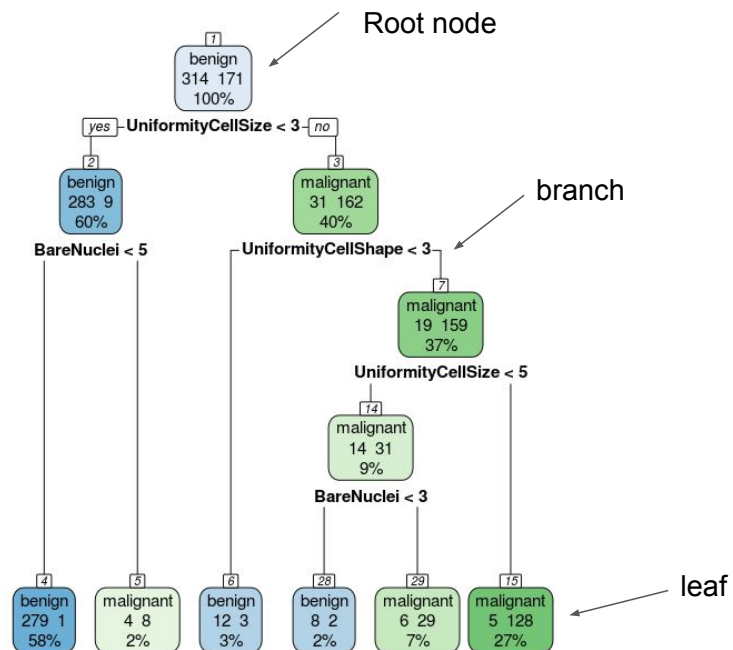 Root node
1
benign
314 171
100%
yes UniformityCellSize < 3 no
2
benign
283 9
60%
3
malignant
31 162
40%
branch
BareNuclei < 5
UniformityCellShape < 3
7
malignant
19 159
37%
UniformityCellSize < 5
14
malignant
14 31
9%
BareNuclei < 3
4
benign
279 1
58%
5
malignant
4 8
2%
6
benign
12 3
3%
28
benign
8 2
2%
29
malignant
6 29
7%
15
malignant
5 128
27%
leaf